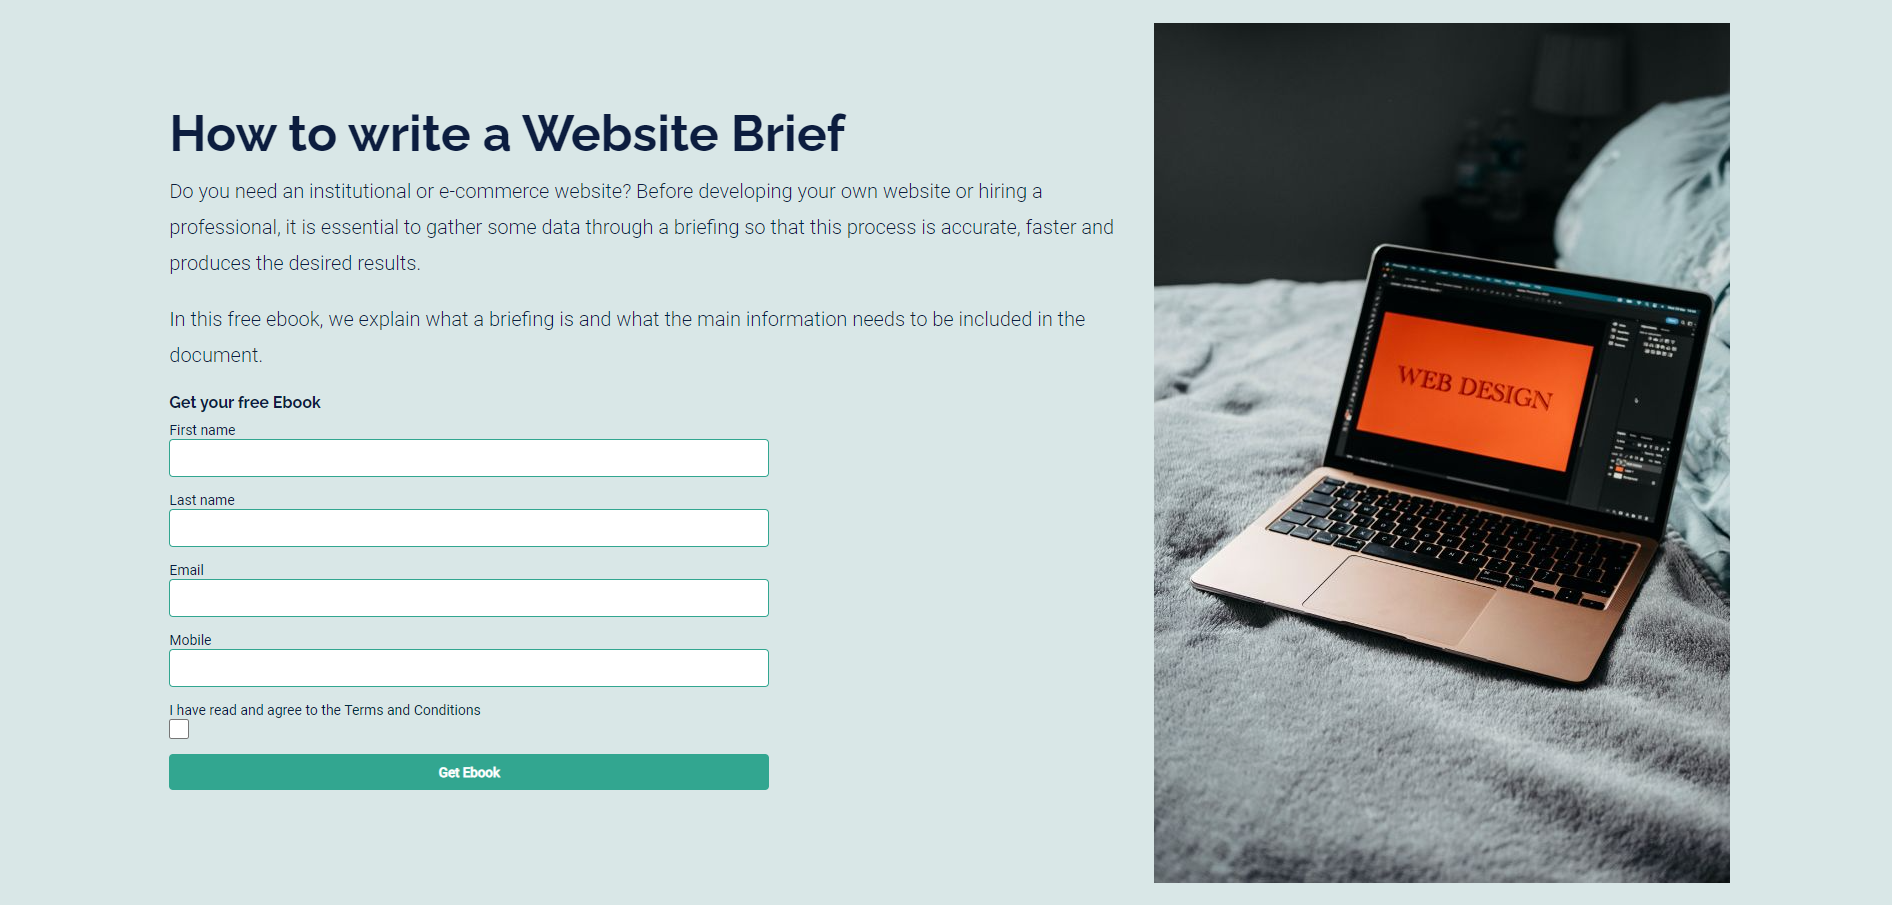 How to write a Website Brief
Do you need an institutional or e-commerce website? Before developing your own website or hiring a
professional, it is essential to gather some data through a briefing so that this process is accurate, faster and
produces the desired results.
In this free ebook, we explain what a briefing is and what the main information needs to be included in the
document.
Get your free Ebook
First name
Last name
Email
Mobile
I have read and agree to the Terms and Conditions
Get Ebook
WEB DESIGN